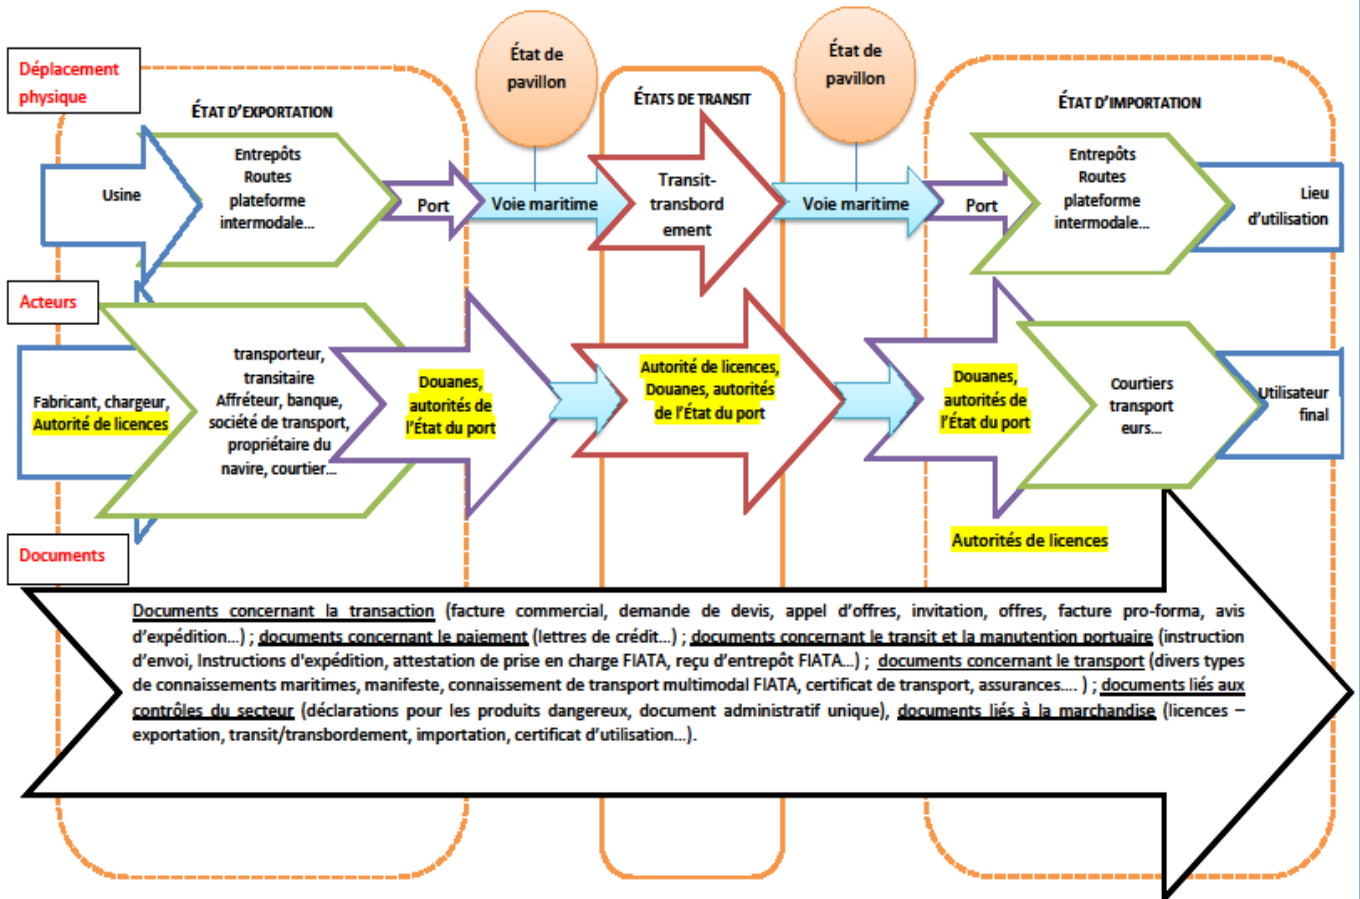 Déplacement
physique
ÉTAT D'EXPORTATION
État de
pavillon
ÉTATS DE TRANSIT
État de
pavillon
ÉTAT D'IMPORTATION
Usine
Entrepôts
Routes
plateforme
intermodale...
Port
Voie maritime
Transit-
transbord
ement
Voie maritime
Port
Entrepôts
Routes
plateforme
intermodale...
Lieu
d'utilisation
Acteurs
Fabricant, chargeur,
Autorité de licences
transporteur,
transitaire
Affréteur, banque,
société de transport,
propriétaire du
navire, courtier...
Douanes,
autorités de
l'État du port
Autorité de licences,
Douanes, autorités
de l'État du port
Douanes,
autorités de
l'État du port
Courtiers
transport
eurs...
Utilisateur
final
Autorités de licences
Documents
Documents concernant la transaction (facture commercial, demande de devis, appel d'offres, invitation, offres, facture pro-forma, avis
d'expédition...) ; documents concernant le paiement (lettres de crédit...) ; documents concernant le transit et la manutention portuaire (instruction
d'envoi, Instructions d'expédition, attestation de prise en charge FIATA, reçu d'entrepôt FIATA...) ; documents concernant le transport (divers types
de connaissements maritimes, manifeste, connaissement de transport multimodal FIATA, certificat de transport, assurances.... ) ; documents liés aux
contrôles du secteur (déclarations pour les produits dangereux, document administratif unique), documents liés à la marchandise (licences –
exportation, transit/transbordement, importation, certificat d'utilisation...).